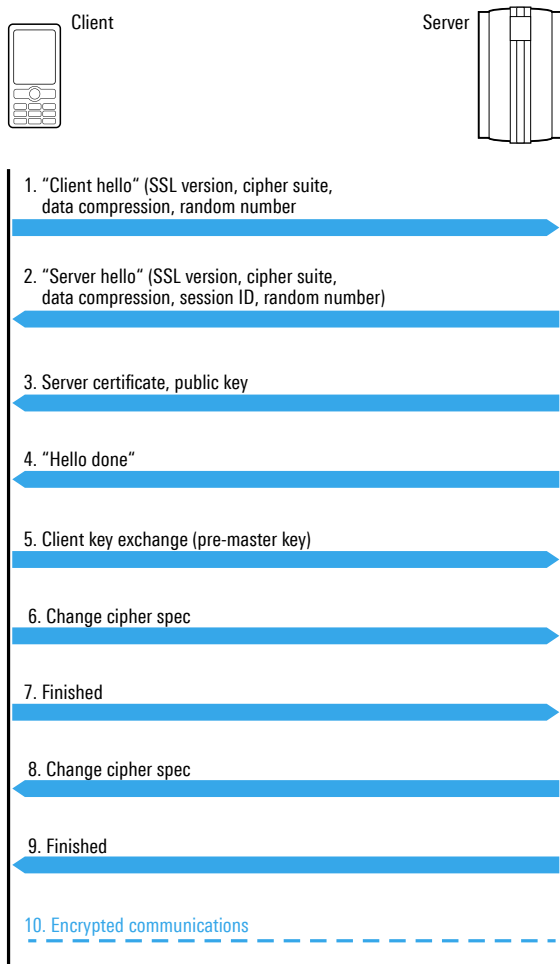 Client
Server
1. “Client hello“ (SSL version, cipher suite,
data compression, random number
2. “Server hello“ (SSL version, cipher suite,
data compression, session ID, random number)
3. Server certificate, public key
4. “Hello done“
5. Client key exchange (pre-master key)
6. Change cipher spec
7. Finished
8. Change cipher spec
9. Finished
10. Encrypted communications